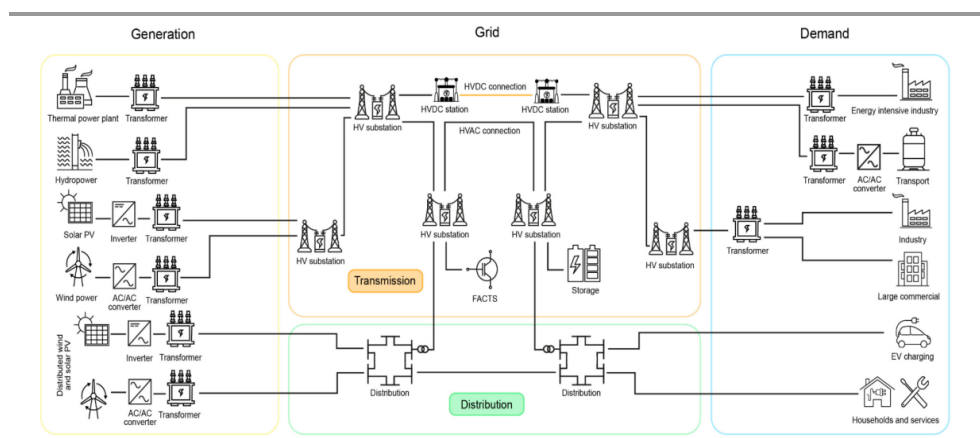 Generation
Grid
Demand
Thermal power plant
Transformer
HV substation
HVDC station
HVDC connection
HVDC station
HV substation
Transformer
Energy intensive industry
HVAC connection
Hydropower
Transformer
Transformer
AC/AC
converter
Transport
Solar PV
Inverter
Transformer
HV substation
HV substation
HV substation
HV substation
Transformer
Industry
Wind power
AC/AC
converter
Transformer
Transmission
FACTS
Storage
Large commercial
Distributed wind
and solar PV
Inverter
Transformer
EV charging
AC/AC
converter
Transformer
Distribution
Distribution
Distribution
Households and services